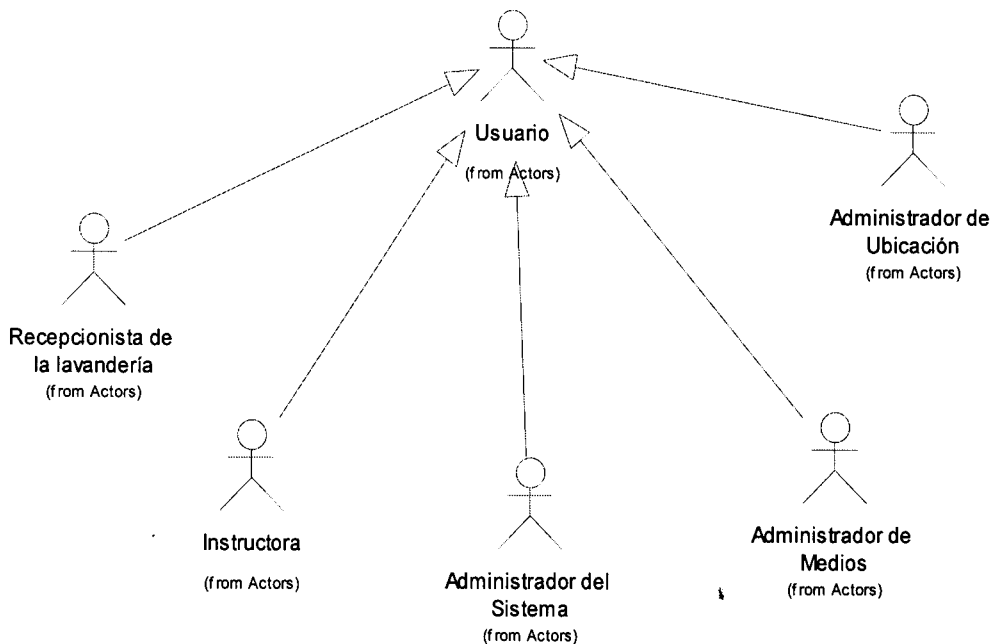 Usuario
(from Actors)
Administrador de
Ubicación
(from Actors)
Recepcionista de
la lavandería
(from Actors)
Instructora
(from Actors)
Administrador del
Sistema
(from Actors)
Administrador de
Medios
(from Actors)